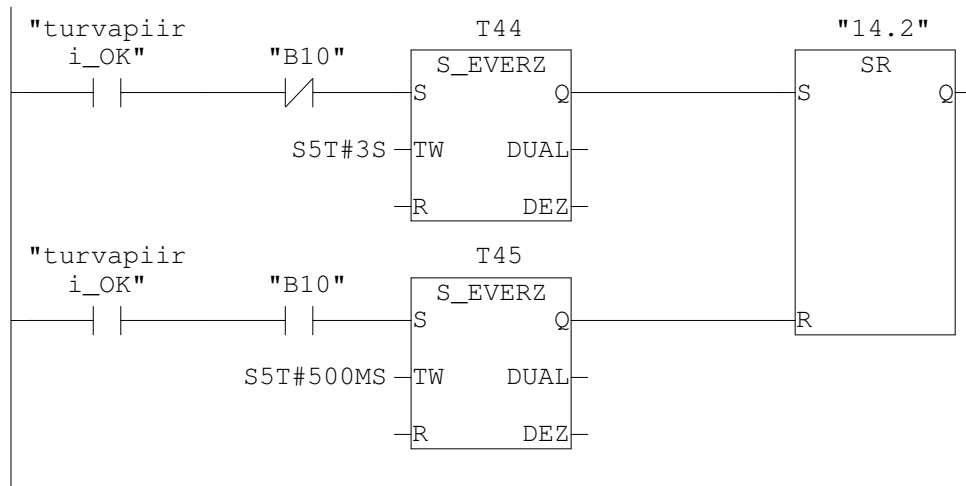 "turvapiir T44 "14.2"
i_OK" "B10" S_EVERZ SR
S Q S Q
S5T#3S TW DUAL
R DEZ
"turvapiir T45
i_OK" "B10" S_EVERZ
S Q R
S5T#500MS TW DUAL
R DEZ